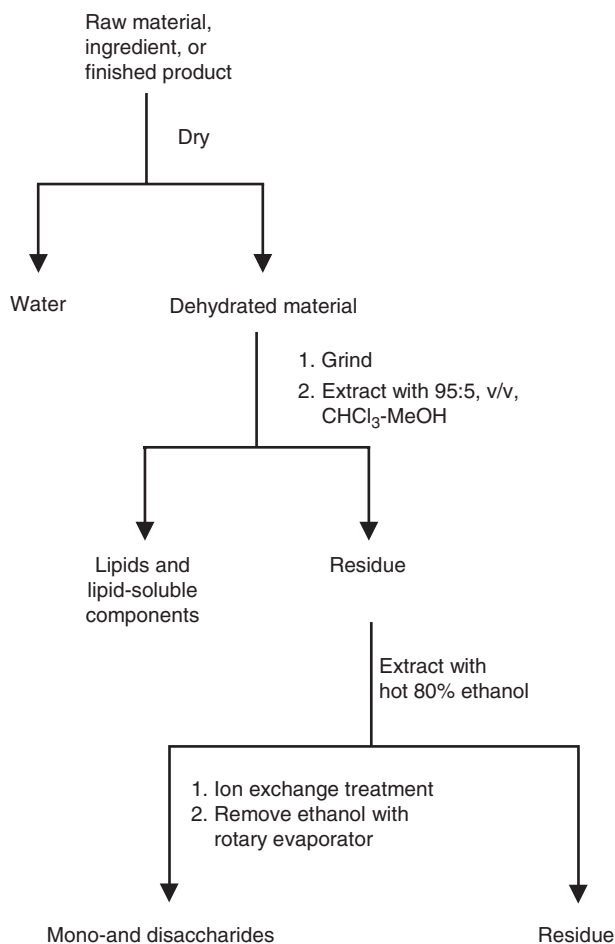 Raw material,
ingredient, or
finished product
Dry
Water
Dehydrated material
1. Grind
2. Extract with 95:5, v/v,
CHCl₃-MeOH
Lipids and
lipid-soluble
components
Residue
Extract with
hot 80% ethanol
1. Ion exchange treatment
2. Remove ethanol with
rotary evaporator
Mono-and disaccharides
Residue